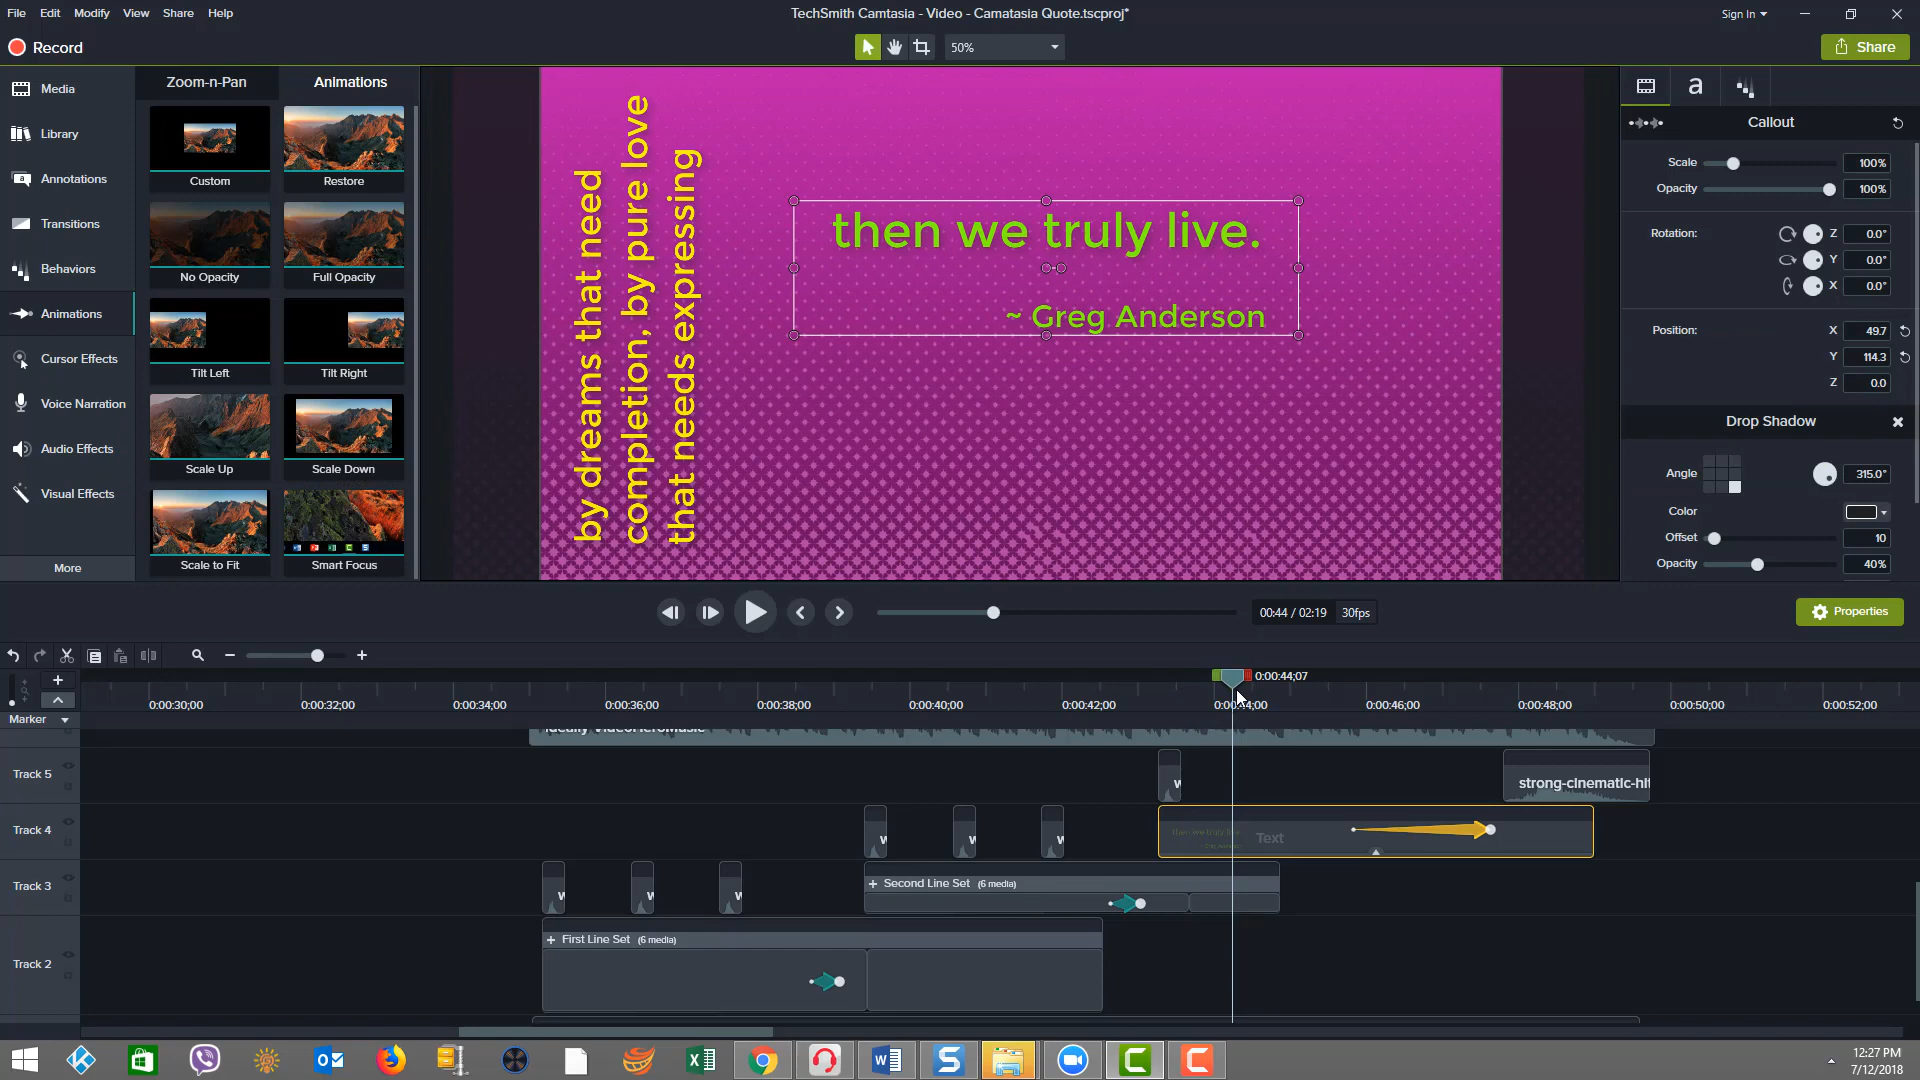 File Edit Modify View Share Help
TechSmith Camtasia - Video - Camatasia Quote.tscproj*
Sign In
Record
50%
Share
Media
Library
Annotations
Transitions
Behaviors
Animations
Cursor Effects
Voice Narration
Audio Effects
Visual Effects
More
Zoom-n-Pan Animations
Custom Restore
No Opacity Full Opacity
Tilt Left Tilt Right
Scale Up Scale Down
Scale to Fit Smart Focus
by dreams that need
completion, by pure love
that needs expressing
then we truly live.
~ Greg Anderson
a
Callout
Scale 100%
Opacity 100%
Rotation: Z 0.0°
Y 0.0°
X 0.0°
Position: X 49.7
Y 114.3
Z 0.0
Drop Shadow
Angle 315.0°
Color
Offset 10
Opacity 40%
00:44 / 02:19 30fps
Properties
0:00:44;07
0:00:30;00 0:00:32;00 0:00:34;00 0:00:36;00 0:00:38;00 0:00:40;00 0:00:42;00 0:00:44;00 0:00:46;00 0:00:48;00 0:00:50;00 0:00:52;00
Marker
Ideally VideoHeroMusic
Track 5
w
strong-cinematic-hit
Track 4
w w w
then we truly live.
Text
Track 3
w w w
Second Line Set (6 media)
Track 2
First Line Set (6 media)
12:27 PM
7/12/2018